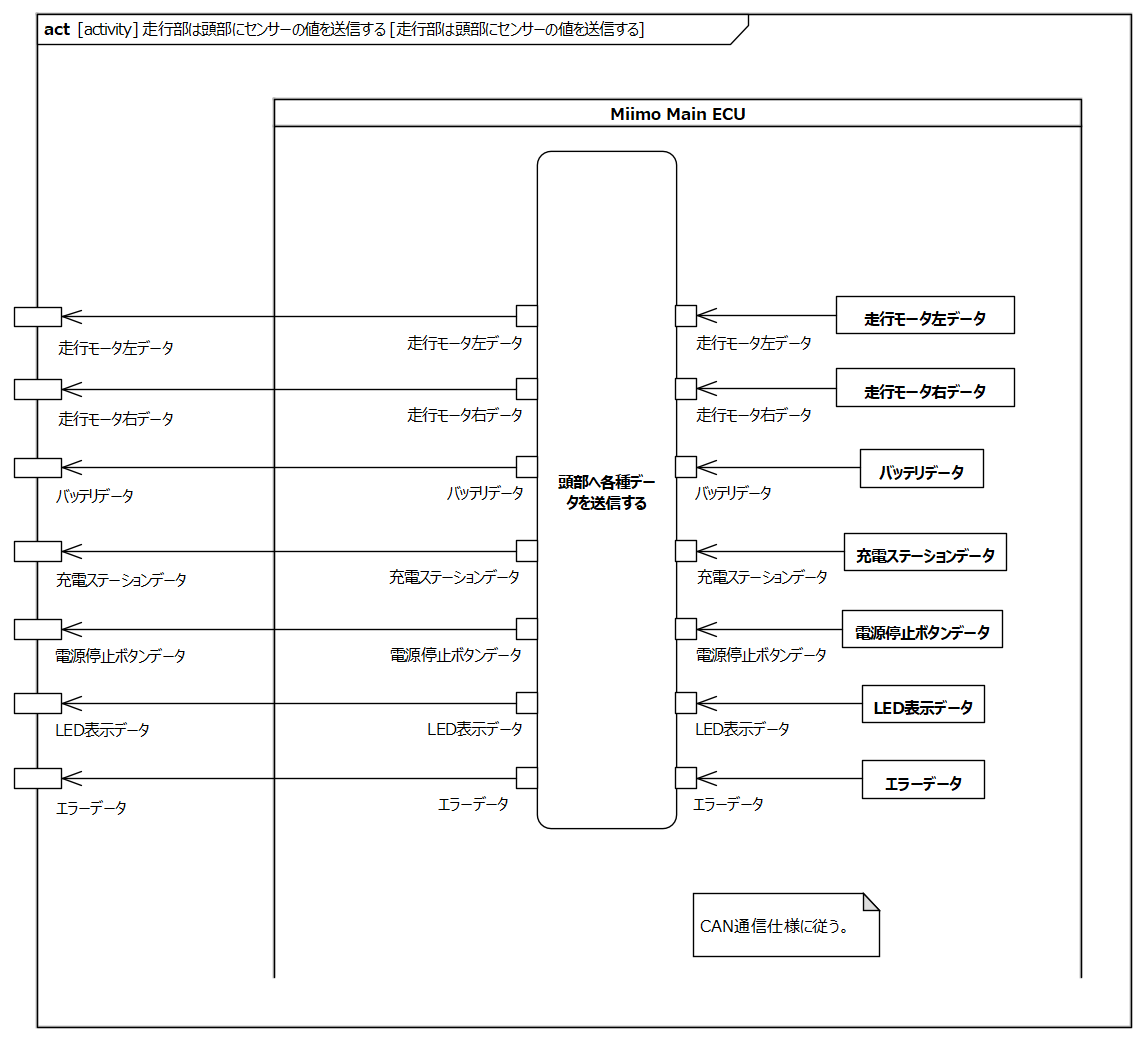 act [activity] 走行部は頭部にセンサーの値を送信する [走行部は頭部にセンサーの値を送信する]
Miimo Main ECU
走行モータ左データ
走行モータ左データ
走行モータ左データ
走行モータ左データ
走行モータ右データ
走行モータ右データ
走行モータ右データ
走行モータ右データ
バッテリデータ
バッテリデータ
バッテリデータ
バッテリデータ
頭部へ各種デー
タを送信する
充電ステーションデータ
充電ステーションデータ
充電ステーションデータ
充電ステーションデータ
電源停止ボタンデータ
電源停止ボタンデータ
電源停止ボタンデータ
電源停止ボタンデータ
LED表示データ
LED表示データ
LED表示データ
LED表示データ
エラーデータ
エラーデータ
エラーデータ
エラーデータ
CAN通信仕様に従う。